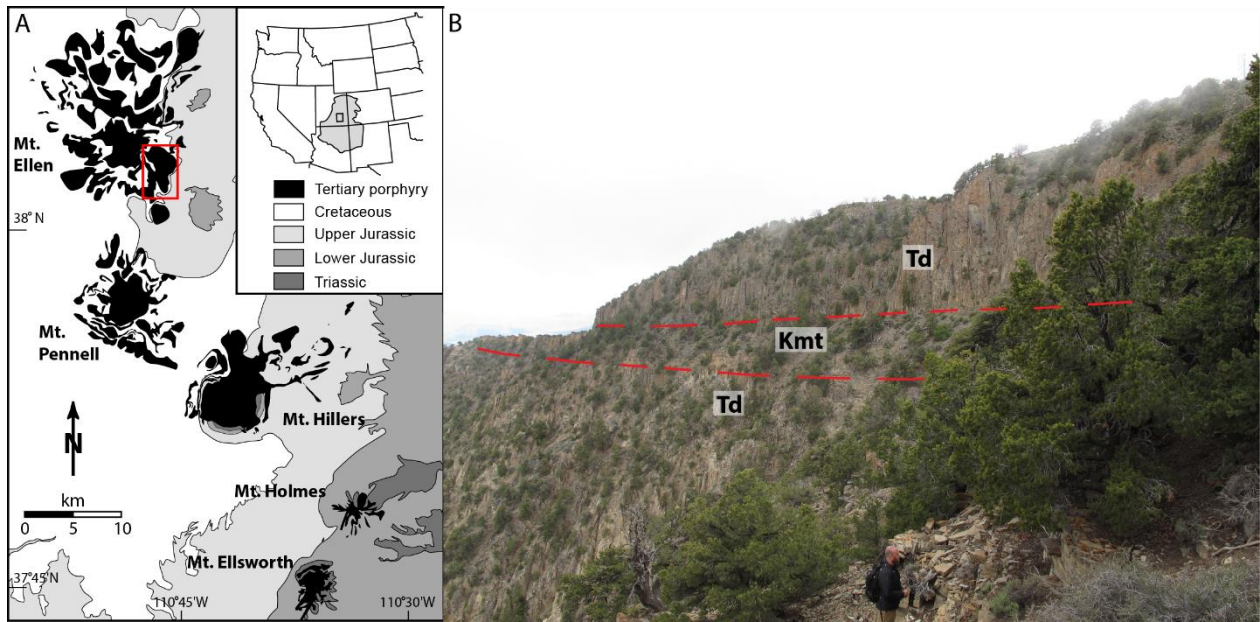 A
Mt.
Ellen
38° N
Mt.
Pennell
N
km
0 5 10
37°45'N
110°45'W
110°30'W
Mt. Hillers
Mt. Holmes
Mt. Ellsworth
Tertiary porphyry
Cretaceous
Upper Jurassic
Lower Jurassic
Triassic
B
Td
Kmt
Td